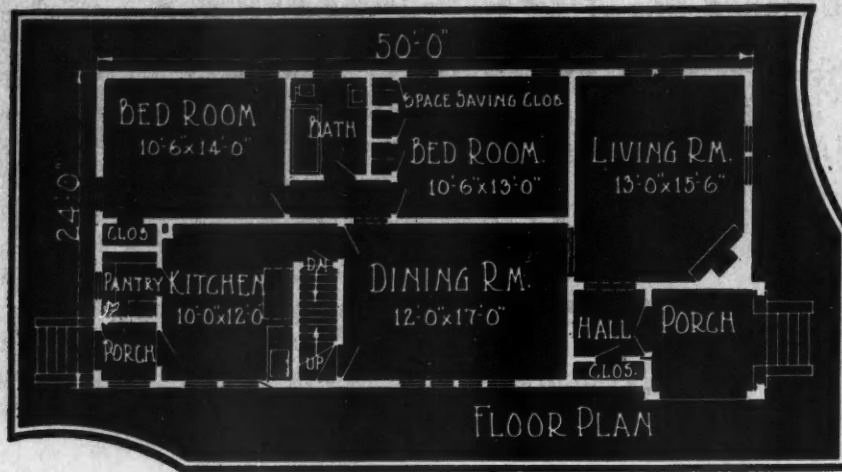 50'-0"
24'-0"
BED ROOM
10'-6"x14'-0"
BATH
SPACE SAVING CLOS.
BED ROOM.
10'-6"x13'-0"
LIVING RM.
13'-0"x15'-6"
CLOS
PANTRY
KITCHEN
10'-0"x12'-0"
DN
UP
DINING RM.
12'-0"x17'-0"
HALL
PORCH
CLOS.
PORCH
FLOOR PLAN